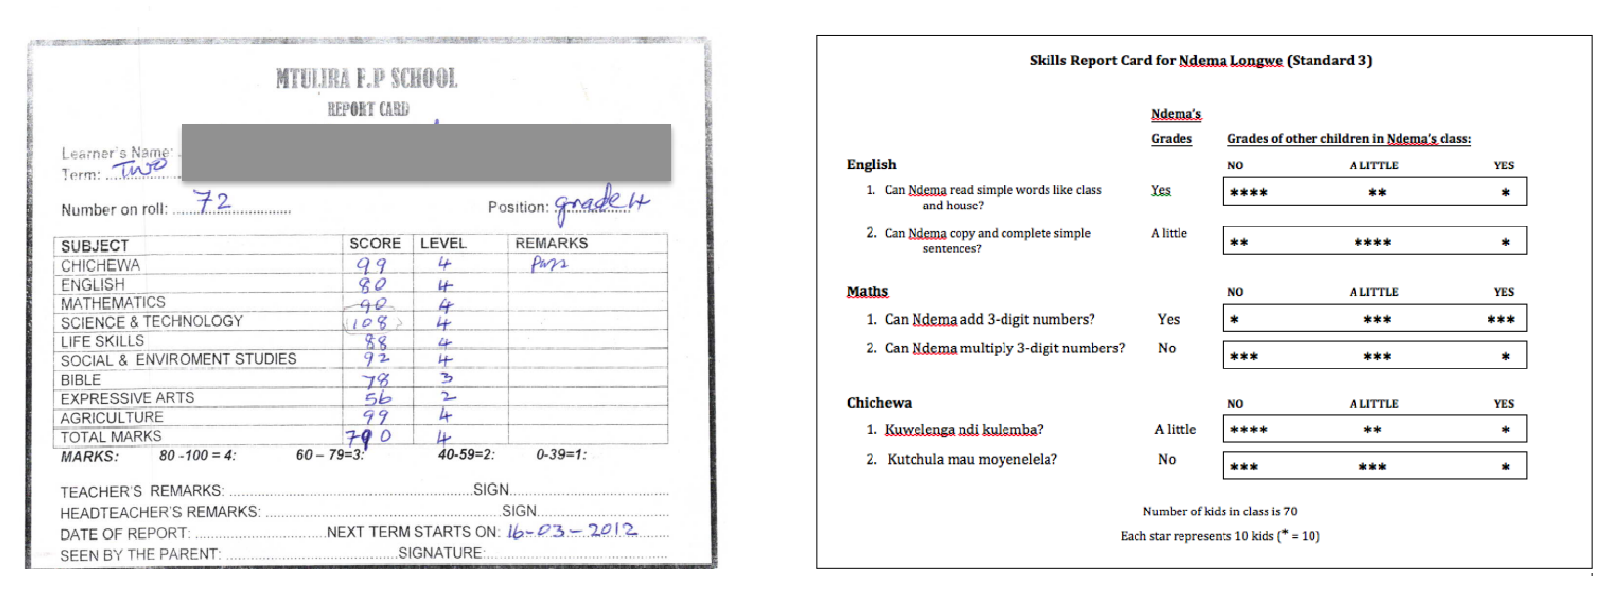 MTULIRA F.P SCHOOL
REPORT CARD
Learner's Name:
Term: Two
Number on roll: 72 Position: grade 4
SUBJECT SCORE LEVEL REMARKS
CHICHEWA 99 4 Pass
ENGLISH 80 4
MATHEMATICS 90 4
SCIENCE & TECHNOLOGY 108 4
LIFE SKILLS 88 4
SOCIAL & ENVIROMENT STUDIES 92 4
BIBLE 78 3
EXPRESSIVE ARTS 56 2
AGRICULTURE 99 4
TOTAL MARKS 790 4
MARKS: 80-100 = 4: 60 – 79=3: 40-59=2: 0-39=1:
TEACHER'S REMARKS: SIGN
HEADTEACHER'S REMARKS: SIGN
DATE OF REPORT: NEXT TERM STARTS ON: 16-03-2012
SEEN BY THE PARENT: SIGNATURE:
Skills Report Card for Ndema Longwe (Standard 3)
Ndema's
Grades Grades of other children in Ndema's class:
English NO A LITTLE YES
1. Can Ndema read simple words like class Yes **** ** *
and house?
2. Can Ndema copy and complete simple A little ** **** *
sentences?
Maths NO A LITTLE YES
1. Can Ndema add 3-digit numbers? Yes * *** ***
2. Can Ndema multiply 3-digit numbers? No *** *** *
Chichewa NO A LITTLE YES
1. Kuwelenga ndi kulemba? A little **** ** *
2. Kutchula mau moyenelela? No *** *** *
Number of kids in class is 70
Each star represents 10 kids (* = 10)